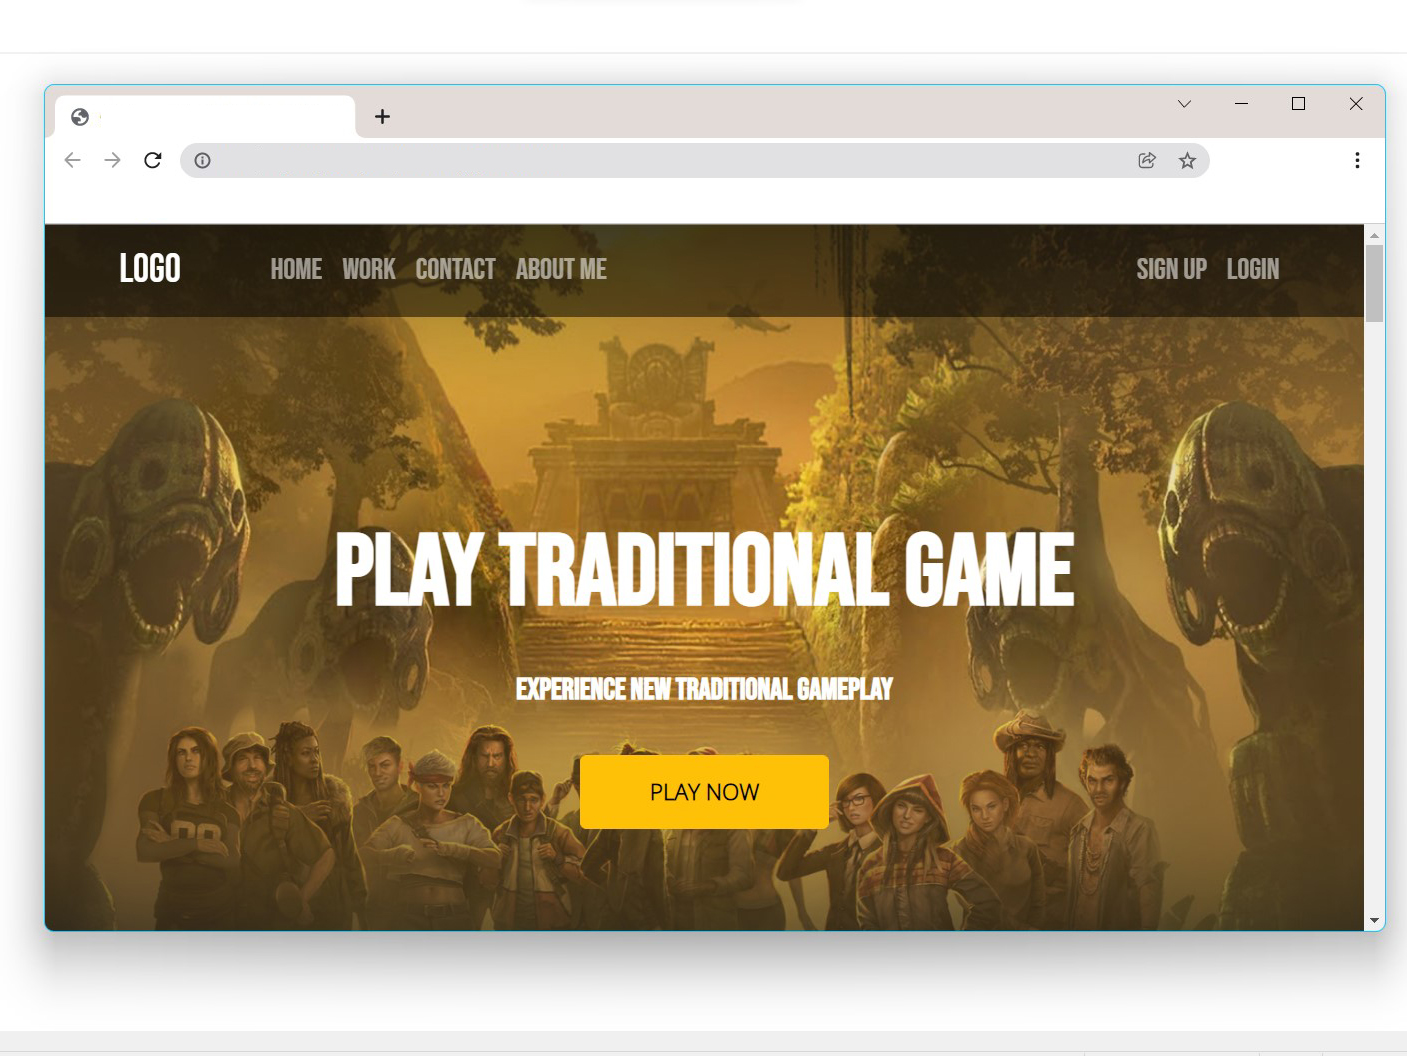 LOGO HOME WORK CONTACT ABOUT ME SIGN UP LOGIN
PLAY TRADITIONAL GAME
EXPERIENCE NEW TRADITIONAL GAMEPLAY
PLAY NOW